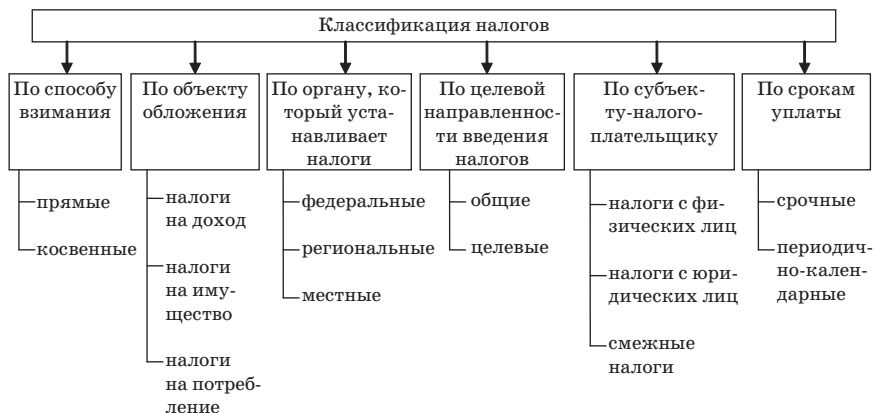 Классификация налогов
По способу
взимания
прямые
косвенные
По объекту
обложения
налоги
на доход
налоги
на иму-
щество
налоги
на потреб-
ление
По органу, ко-
торый уста-
навливает
налоги
федеральные
региональные
местные
По целевой
направленнос-
ти введения
налогов
общие
целевые
По субъек-
ту-налого-
плательщику
налоги с фи-
зических лиц
налоги с юри-
дических лиц
смежные
налоги
По срокам
уплаты
срочные
периодич-
но-кален-
дарные